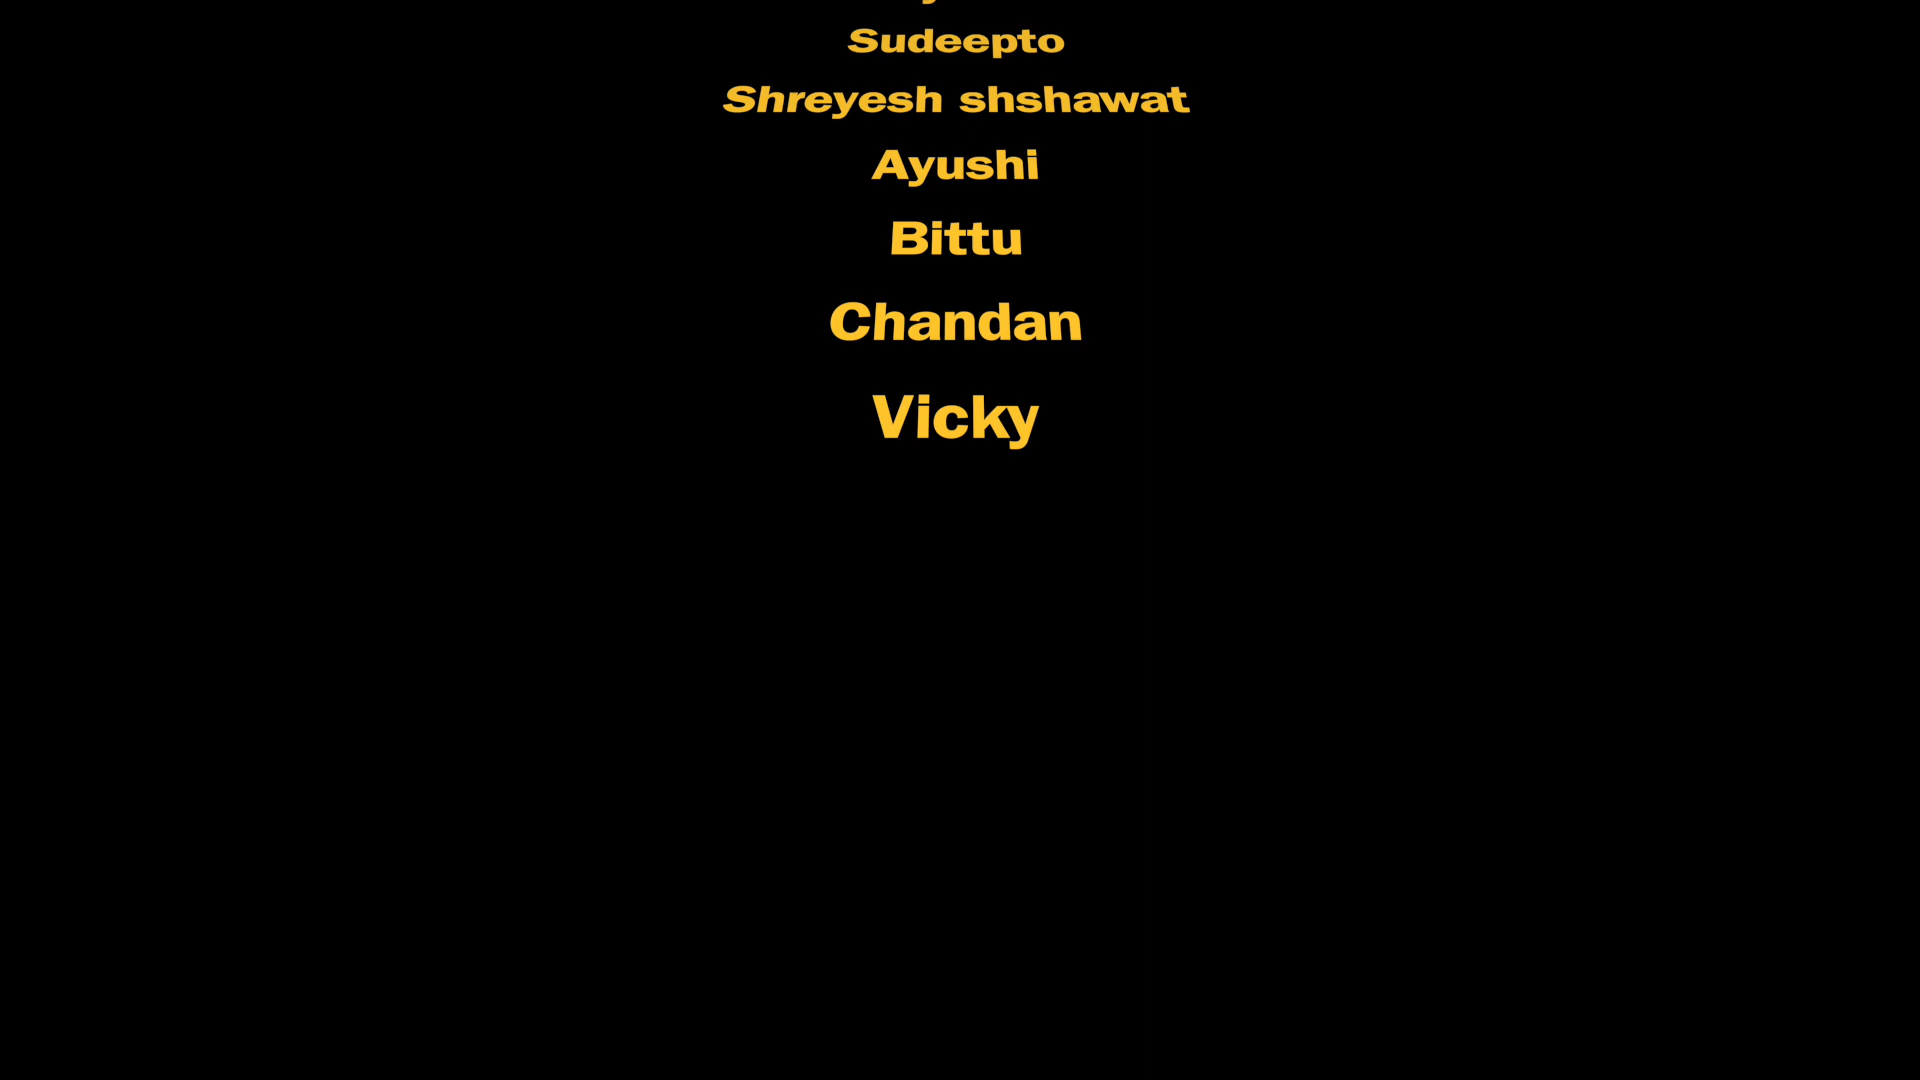 Sudeepto
Shreyesh shshawat
Ayushi
Bittu
Chandan
Vicky